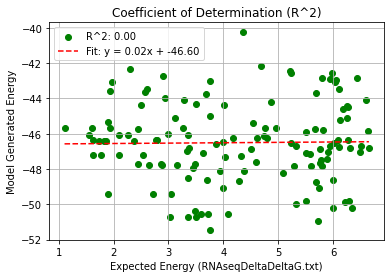 Coefficient of Determination (R^2)
R^2: 0.00
Fit: y = 0.02x + -46.60
Model Generated Energy
−40
−42
−44
−46
−48
−50
−52
1
2
3
4
5
6
Expected Energy (RNAseqDeltaDeltaG.txt)